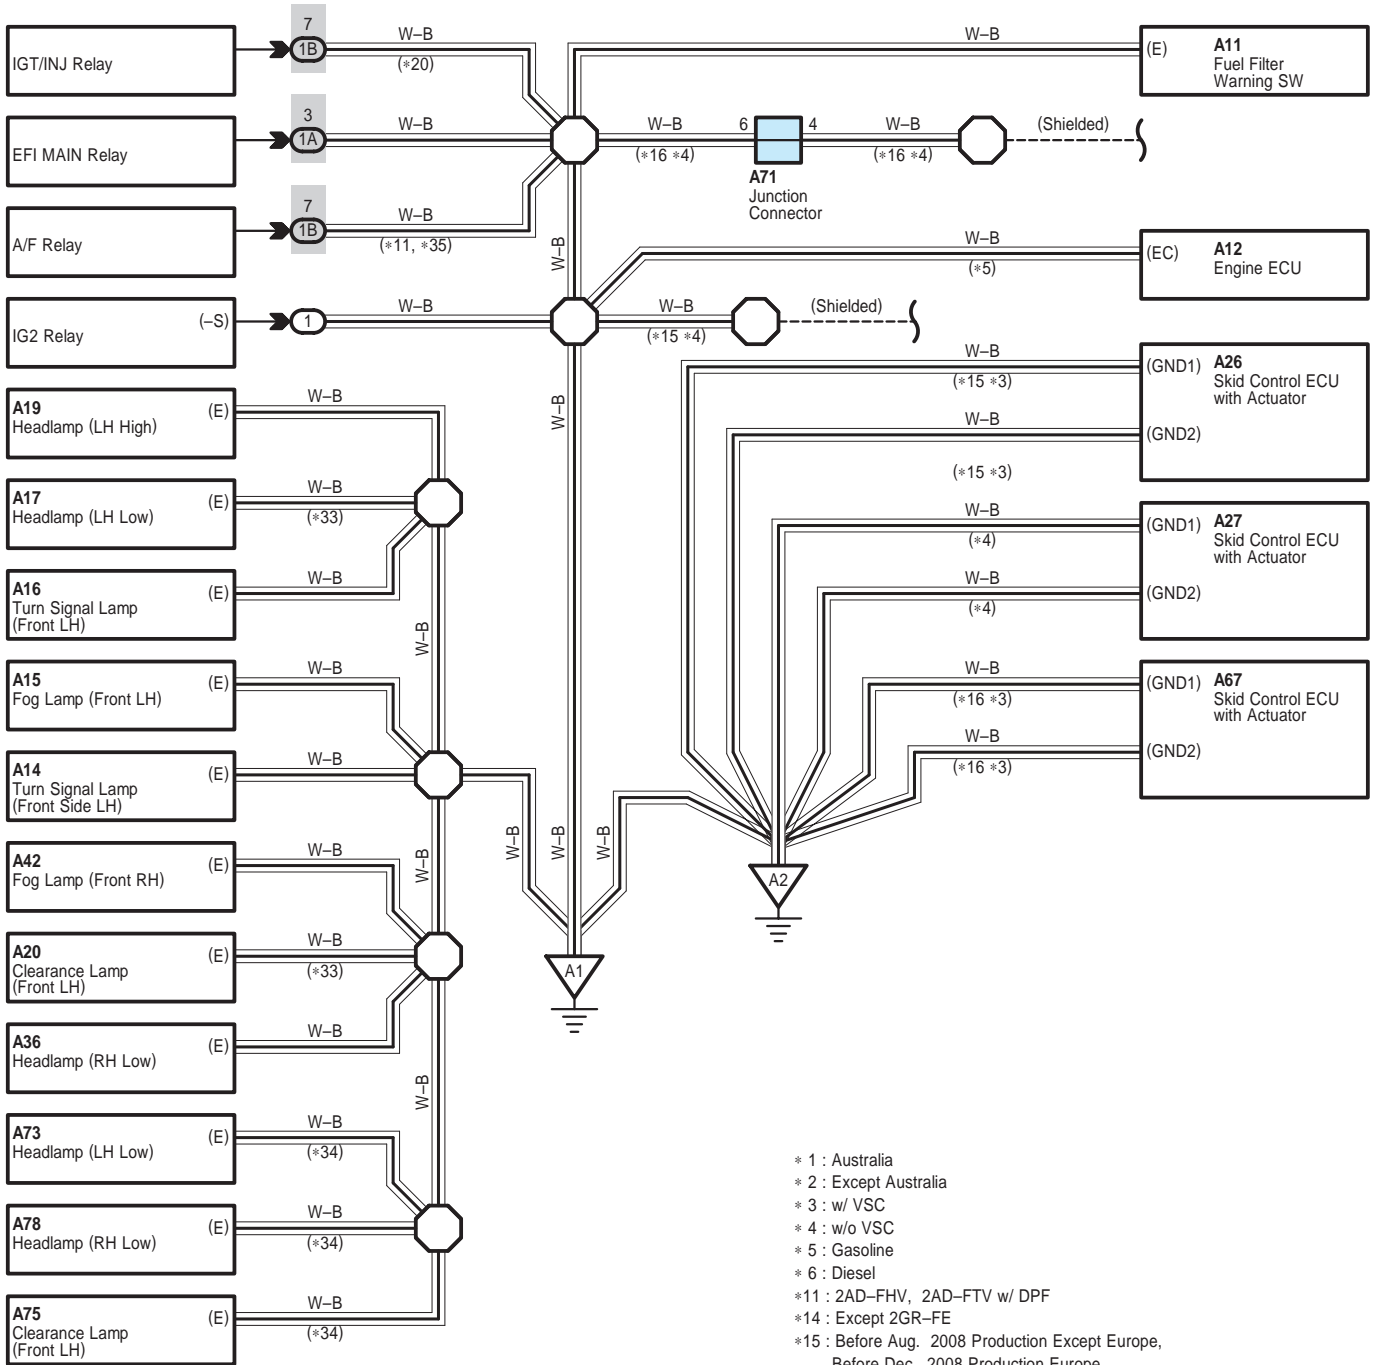 7
1B
W–B
(*20)
IGT/INJ Relay
W–B
(E)
A11
Fuel Filter
Warning SW
3
1A
W–B
EFI MAIN Relay
W–B
(*16 *4)
6
4
A71
Junction
Connector
W–B
(*16 *4)
(Shielded)
7
1B
W–B
(*11, *35)
A/F Relay
W–B
W–B
(*5)
(EC)
A12
Engine ECU
IG2 Relay
(–S)
1
W–B
W–B
(*15 *4)
(Shielded)
W–B
(*15 *3)
(GND1)
A26
Skid Control ECU
with Actuator
W–B
(GND2)
(*15 *3)
A19
Headlamp (LH High)
(E)
W–B
W–B
A17
Headlamp (LH Low)
(E)
W–B
(*33)
W–B
(*4)
(GND1)
A27
Skid Control ECU
with Actuator
W–B
(*4)
(GND2)
A16
Turn Signal Lamp
(Front LH)
(E)
W–B
W–B
A15
Fog Lamp (Front LH)
(E)
W–B
W–B
(*16 *3)
(GND1)
A67
Skid Control ECU
with Actuator
W–B
(*16 *3)
(GND2)
A14
Turn Signal Lamp
(Front Side LH)
(E)
W–B
W–B
W–B
W–B
W–B
A42
Fog Lamp (Front RH)
(E)
W–B
A2
A20
Clearance Lamp
(Front LH)
(E)
W–B
(*33)
A1
A36
Headlamp (RH Low)
(E)
W–B
W–B
A73
Headlamp (LH Low)
(E)
W–B
(*34)
A78
Headlamp (RH Low)
(E)
W–B
(*34)
A75
Clearance Lamp
(Front LH)
(E)
W–B
(*34)
* 1 : Australia
* 2 : Except Australia
* 3 : w/ VSC
* 4 : w/o VSC
* 5 : Gasoline
* 6 : Diesel
*11 : 2AD–FHV, 2AD–FTV w/ DPF
*14 : Except 2GR–FE
*15 : Before Aug. 2008 Production Except Europe,
Before Dec. 2008 Production Europe